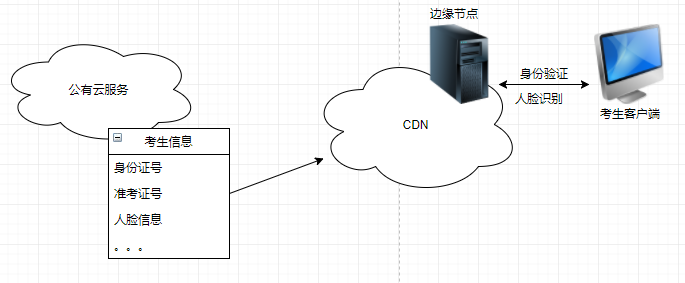 边缘节点
公有云服务
身份验证
人脸识别
考生客户端
CDN
考生信息
身份证号
准考证号
人脸信息
。。。